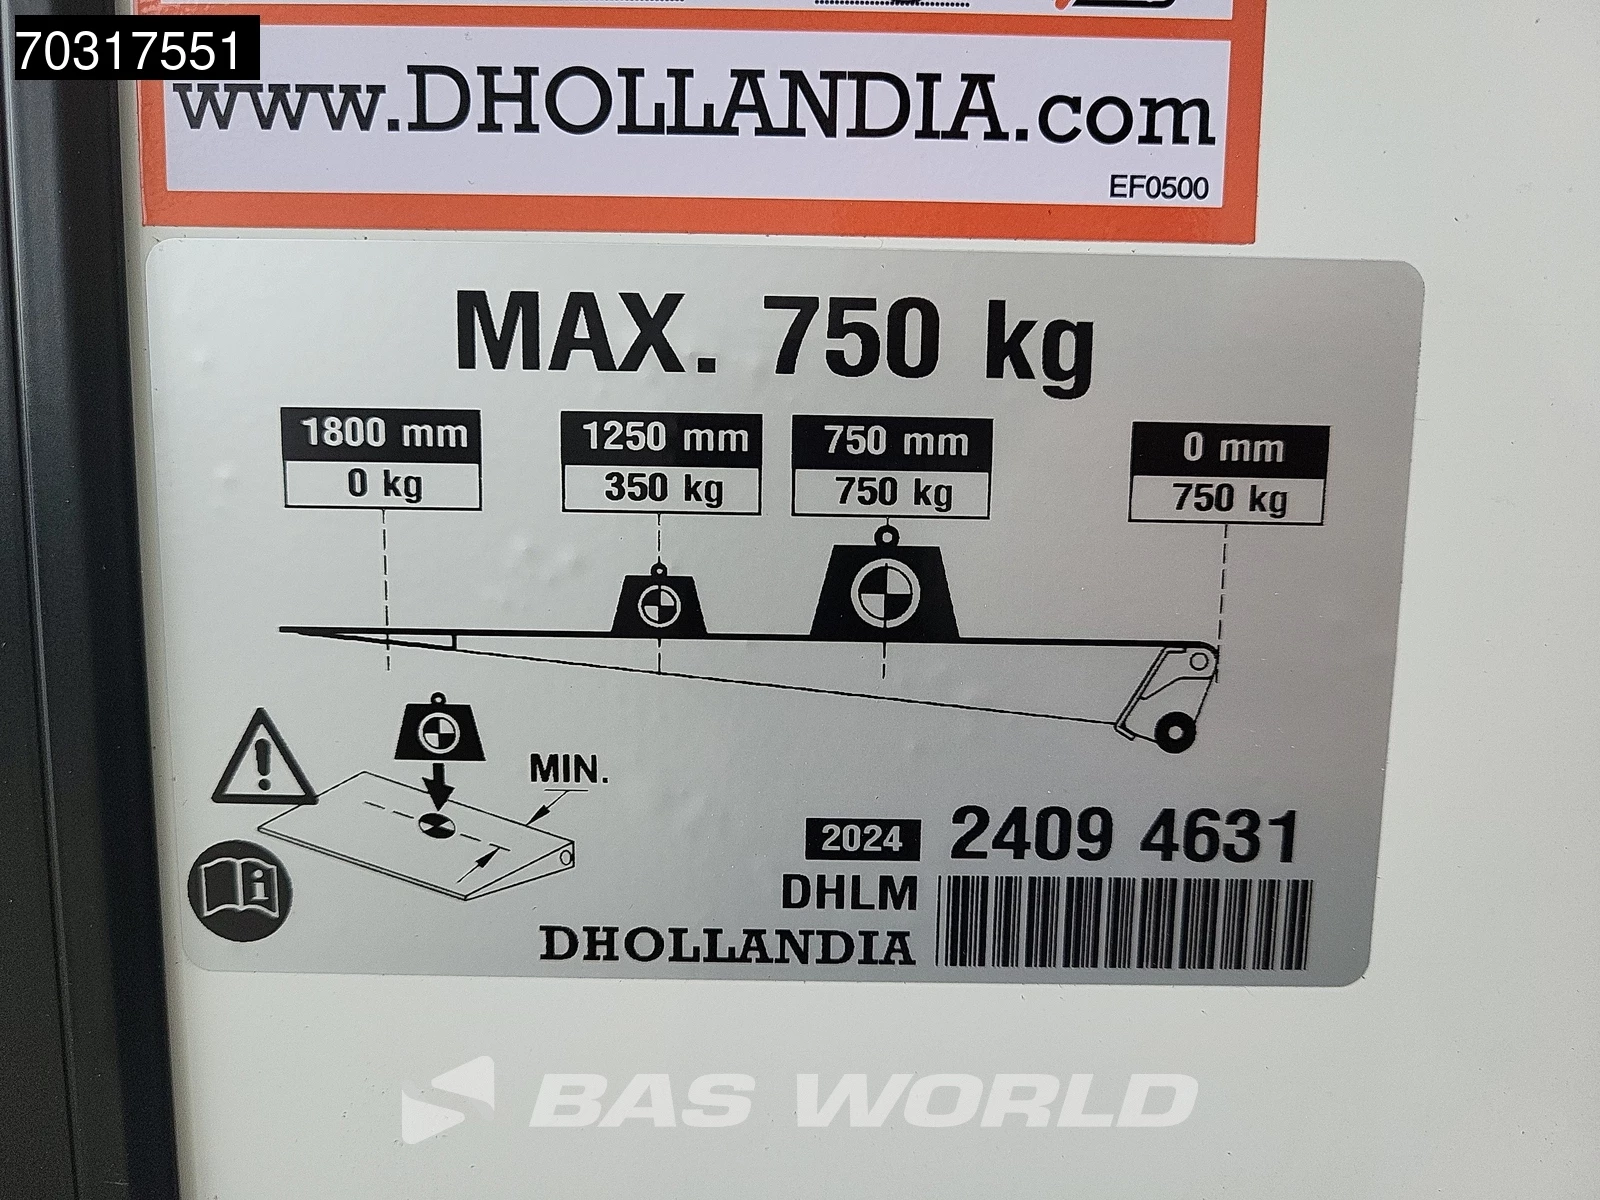 70317551
www.DHOLLANDIA.com
EF0500
MAX. 750 kg
1800 mm 1250 mm 750 mm 0 mm
0 kg 350 kg 750 kg 750 kg
MIN.
2024 2409 4631
DHLM
DHOLLANDIA
BAS WORLD